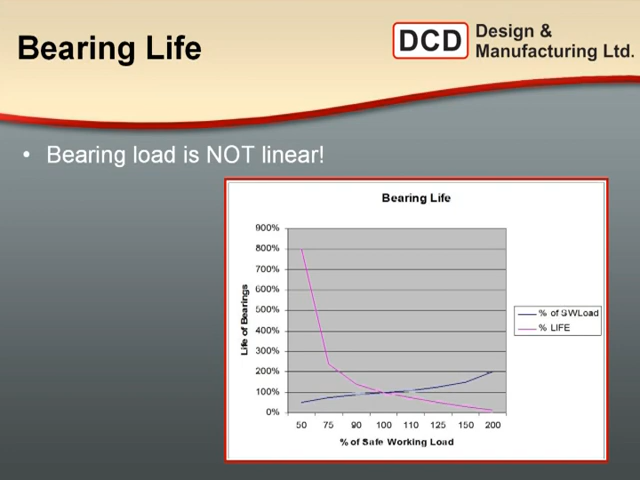 Bearing Life
DCD Design &
Manufacturing Ltd.
• Bearing load is NOT linear!
Bearing Life
900%
800%
700%
600%
500%
400%
300%
200%
100%
0%
Life of Bearings
50 75 90 100 110 125 150 200
% of Safe Working Load
% of SWLoad
% LIFE